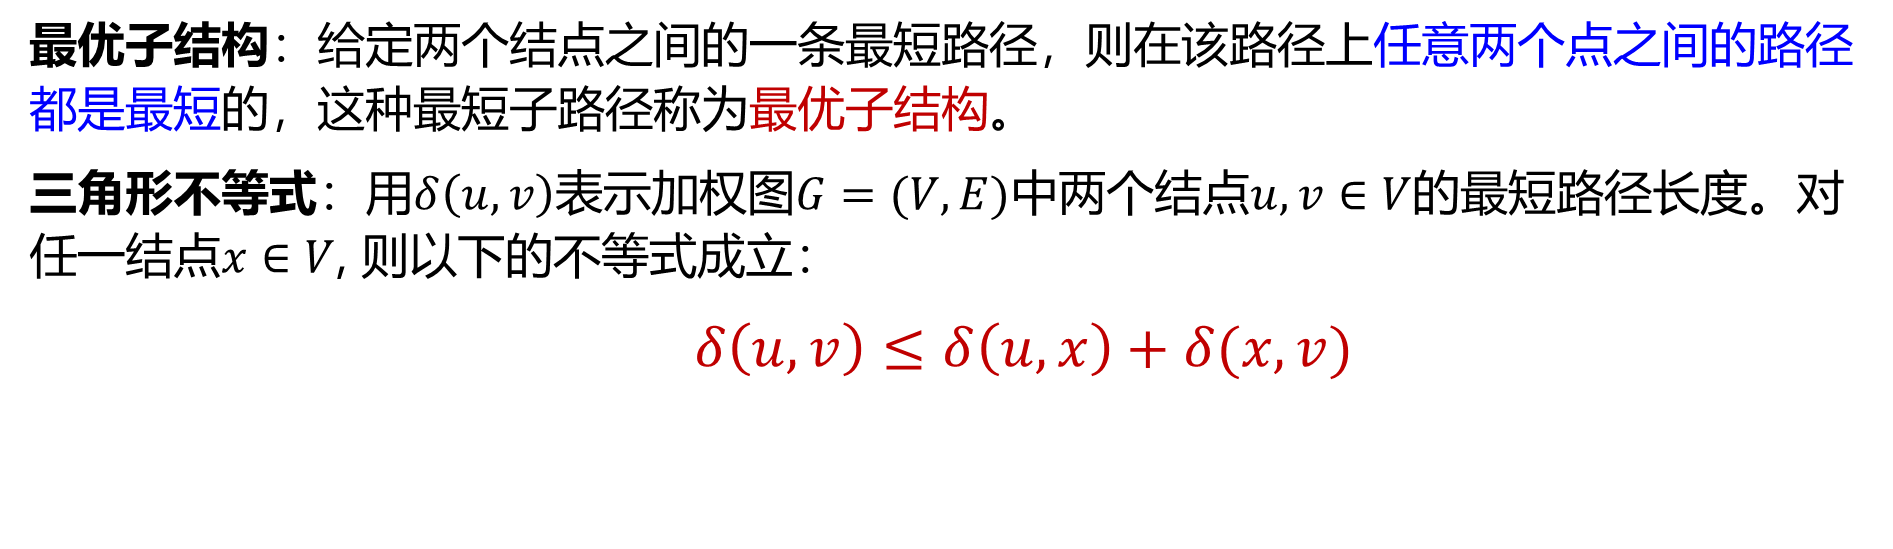 最优子结构：给定两个结点之间的一条最短路径，则在该路径上任意两个点之间的路径
都是最短的，这种最短子路径称为最优子结构。
三角形不等式：用δ(u, v)表示加权图G = (V, E)中两个结点u, v ∈ V的最短路径长度。对
任一结点x ∈ V, 则以下的不等式成立：
δ(u, v) ≤ δ(u, x) + δ(x, v)